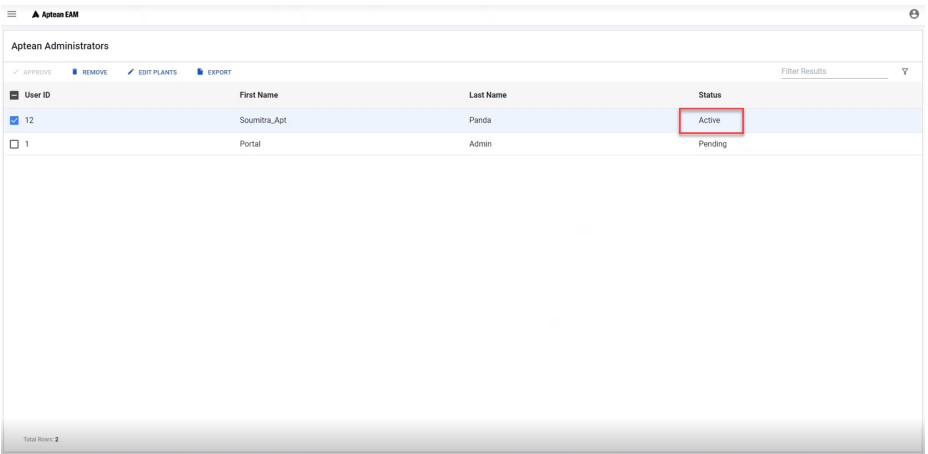 Aptean EAM
Aptean Administrators
APPROVE REMOVE EDIT PLANTS EXPORT Filter Results
User ID First Name Last Name Status
12 Soumitra_Apt Panda Active
1 Portal Admin Pending
Total Rows: 2